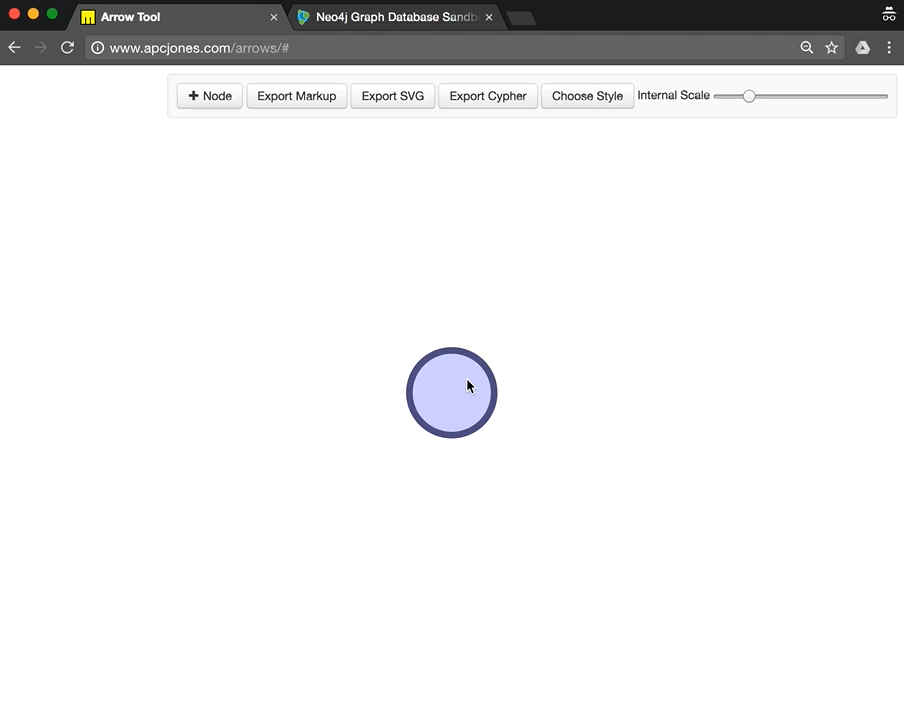 Arrow Tool
Neo4j Graph Database Sandb
www.apcjones.com/arrows/#
+ Node Export Markup Export SVG Export Cypher Choose Style Internal Scale